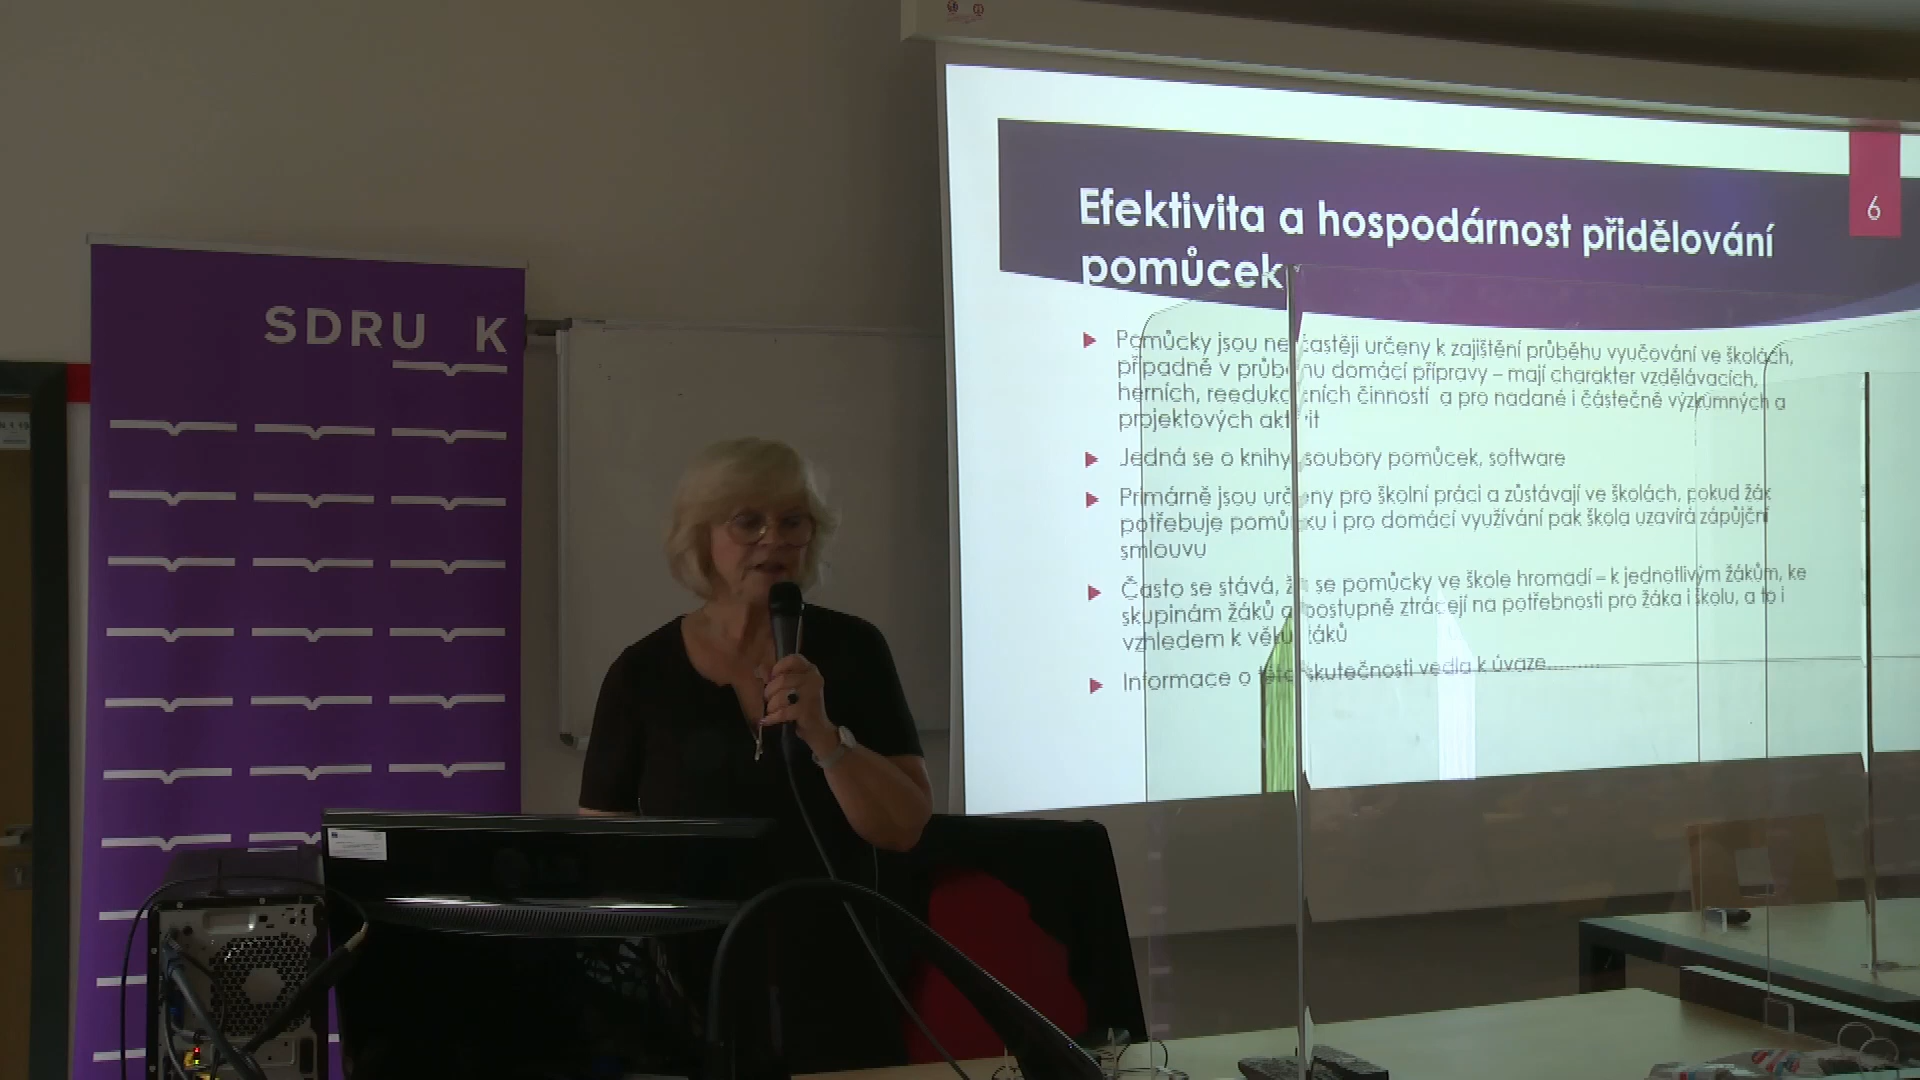 SDRU K
6
Efektivita a hospodárnost přidělování
pomůcek
Pomůcky jsou nejčastěji určeny k zajištění průběhu vyučování ve školách,
případně v průběhu domácí přípravy – mají charakter vzdělávacích,
herních, reedukačních činností a pro nadané i částečně výzkumných a
projektových aktivit
Jedná se o knihy, soubory pomůcek, software
Primárně jsou určeny pro školní práci a zůstávají ve školách, pokud žák
potřebuje pomůcku i pro domácí využívání pak škola uzavírá zápůjční
smlouvu
Často se stává, že se pomůcky ve škole hromadí – k jednotlivým žákům, ke
skupinám žáků a postupně ztrácejí na potřebnosti pro žáka i školu, a to i
vzhledem k věku žáků
Informace o této skutečnosti vedla k úvaze..........